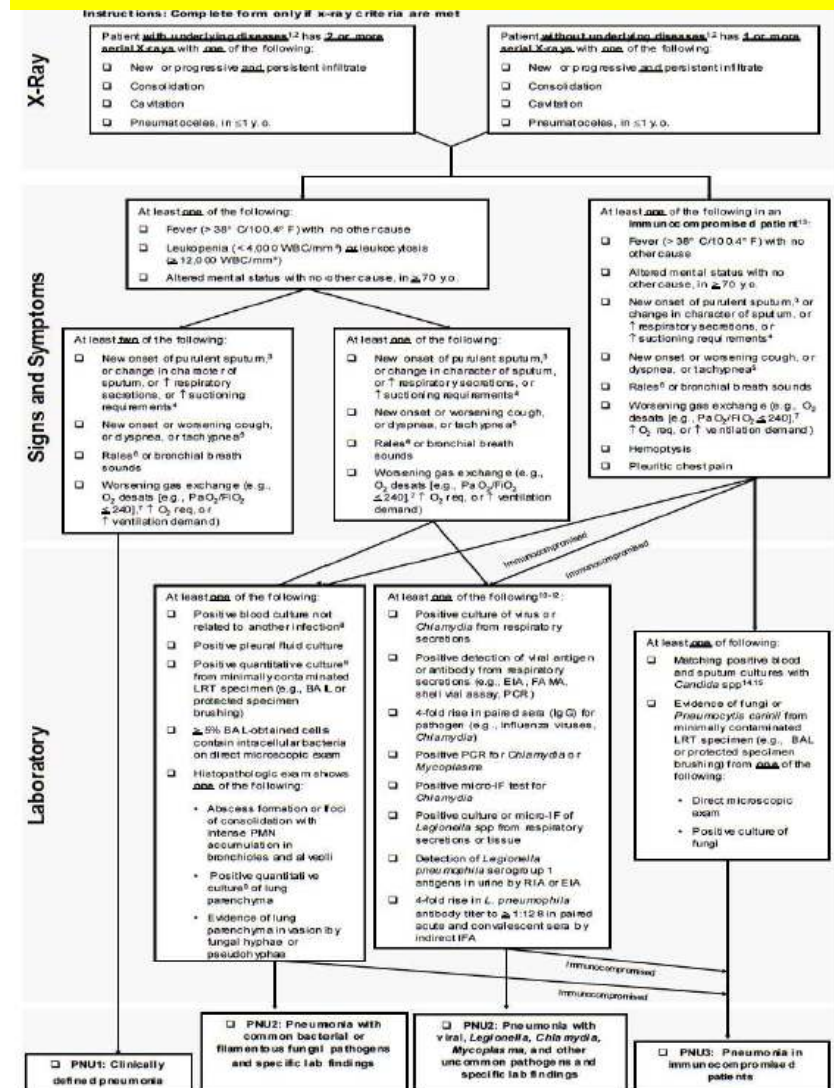 Instructions: Complete form only if x-ray criteria are met
X-Ray
Patient with underlying diseases1,2 has 2 or more
serial X-rays with one of the following:
❑ New or progressive and persistent infiltrate
❑ Consolidation
❑ Cavitation
❑ Pneumatoceles, in ≤1 y.o.
Patient without underlying diseases1,2 has 1 or more
serial X-rays with one of the following:
❑ New or progressive and persistent infiltrate
❑ Consolidation
❑ Cavitation
❑ Pneumatoceles, in ≤1 y.o.
Signs and Symptoms
At least one of the following:
❑ Fever (> 38° C/100.4° F) with no other cause
❑ Leukopenia (< 4,000 WBC/mm³) or leukocytosis
(≥ 12,000 WBC/mm³)
❑ Altered mental status with no other cause, in ≥ 70 y.o.
At least one of the following in an
immunocompromised patient13:
❑ Fever (> 38° C/100.4° F) with no
other cause
❑ Altered mental status with no
other cause, in ≥ 70 y.o.
❑ New onset of purulent sputum,3 or
change in character of sputum, or
↑ respiratory secretions, or
↑ suctioning requirements4
❑ New onset or worsening cough, or
dyspnea, or tachypnea5
❑ Rales6 or bronchial breath sounds
❑ Worsening gas exchange (e.g., O2
desats [e.g., PaO2/FiO2 ≤ 240],7
↑ O2 req, or ↑ ventilation demand)
❑ Hemoptysis
❑ Pleuritic chest pain
At least two of the following:
❑ New onset of purulent sputum,3
or change in character of
sputum, or ↑ respiratory
secretions, or ↑ suctioning
requirements4
❑ New onset or worsening cough,
or dyspnea, or tachypnea5
❑ Rales6 or bronchial breath
sounds
❑ Worsening gas exchange (e.g.,
O2 desats [e.g., PaO2/FiO2
≤ 240],7 ↑ O2 req, or
↑ ventilation demand)
At least one of the following:
❑ New onset of purulent sputum,3
or change in character of sputum,
or ↑ respiratory secretions, or
↑ suctioning requirements4
❑ New onset or worsening cough,
or dyspnea, or tachypnea5
❑ Rales6 or bronchial breath
sounds
❑ Worsening gas exchange (e.g.,
O2 desats [e.g., PaO2/FiO2
≤ 240],7 ↑ O2 req, or ↑ ventilation
demand)
Immunocompromised
Immunocompromised
Laboratory
At least one of the following:
❑ Positive blood culture not
related to another infection8
❑ Positive pleural fluid culture
❑ Positive quantitative culture9
from minimally contaminated
LRT specimen (e.g., BAL or
protected specimen
brushing)
❑ ≥ 5% BAL-obtained cells
contain intracellular bacteria
on direct microscopic exam
❑ Histopathologic exam shows
one of the following:
• Abscess formation or foci
of consolidation with
intense PMN
accumulation in
bronchioles and alveoli
• Positive quantitative
culture9 of lung
parenchyma
• Evidence of lung
parenchyma invasion by
fungal hyphae or
pseudohyphae
At least one of the following10-12:
❑ Positive culture of virus or
Chlamydia from respiratory
secretions
❑ Positive detection of viral antigen
or antibody from respiratory
secretions (e.g., EIA, FAMA,
shell vial assay, PCR)
❑ 4-fold rise in paired sera (IgG) for
pathogen (e.g., influenza viruses,
Chlamydia)
❑ Positive PCR for Chlamydia or
Mycoplasma
❑ Positive micro-IF test for
Chlamydia
❑ Positive culture or micro-IF of
Legionella spp from respiratory
secretions or tissue
❑ Detection of Legionella
pneumophila serogroup 1
antigens in urine by RIA or EIA
❑ 4-fold rise in L. pneumophila
antibody titer to ≥ 1:128 in paired
acute and convalescent sera by
indirect IFA
At least one of following:
❑ Matching positive blood
and sputum cultures with
Candida spp14,15
❑ Evidence of fungi or
Pneumocytis carinii from
minimally contaminated
LRT specimen (e.g., BAL
or protected specimen
brushing) from one of the
following:
• Direct microscopic
exam
• Positive culture of
fungi
Immunocompromised
Immunocompromised
❑ PNU1: Clinically
defined pneumonia
❑ PNU2: Pneumonia with
common bacterial or
filamentous fungal pathogens
and specific lab findings
❑ PNU2: Pneumonia with
viral, Legionella, Chlamydia,
Mycoplasma, and other
uncommon pathogens and
specific lab findings
❑ PNU3: Pneumonia in
immunocompromised
patients